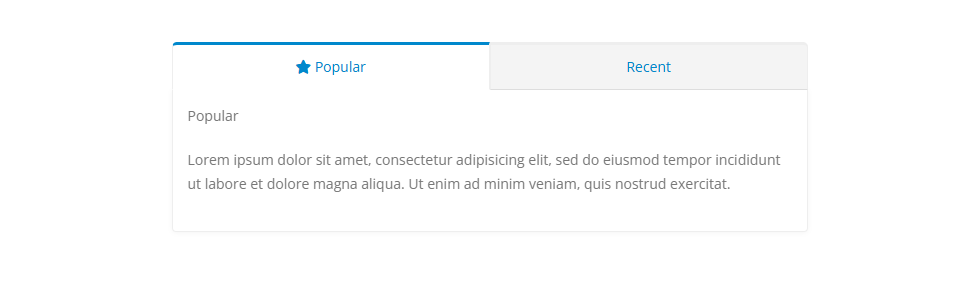 Popular
Recent
Popular
Lorem ipsum dolor sit amet, consectetur adipisicing elit, sed do eiusmod tempor incididunt
ut labore et dolore magna aliqua. Ut enim ad minim veniam, quis nostrud exercitat.